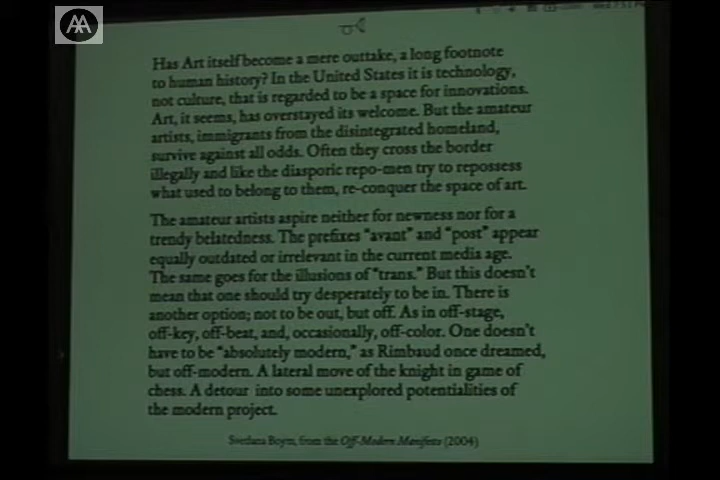 AA
Has Art itself become a mere outtake, a long footnote
to human history? In the United States it is technology,
not culture, that is regarded to be a space for innovations.
Art, it seems, has overstayed its welcome. But the amateur
artists, immigrants from the disintegrated homeland,
survive against all odds. Often they cross the border
illegally and like the diasporic repo-men try to repossess
what used to belong to them, re-conquer the space of art.
The amateur artists aspire neither for newness nor for a
trendy belatedness. The prefixes "avant" and "post" appear
equally outdated or irrelevant in the current media age.
The same goes for the illusions of "trans." But this doesn't
mean that one should try desperately to be in. There is
another option; not to be out, but off. As in off-stage,
off-key, off-beat, and, occasionally, off-color. One doesn't
have to be "absolutely modern," as Rimbaud once dreamed,
but off-modern. A lateral move of the knight in game of
chess. A detour into some unexplored potentialities of
the modern project.
Svetlana Boym, from the Off-Modern Manifesto (2004)